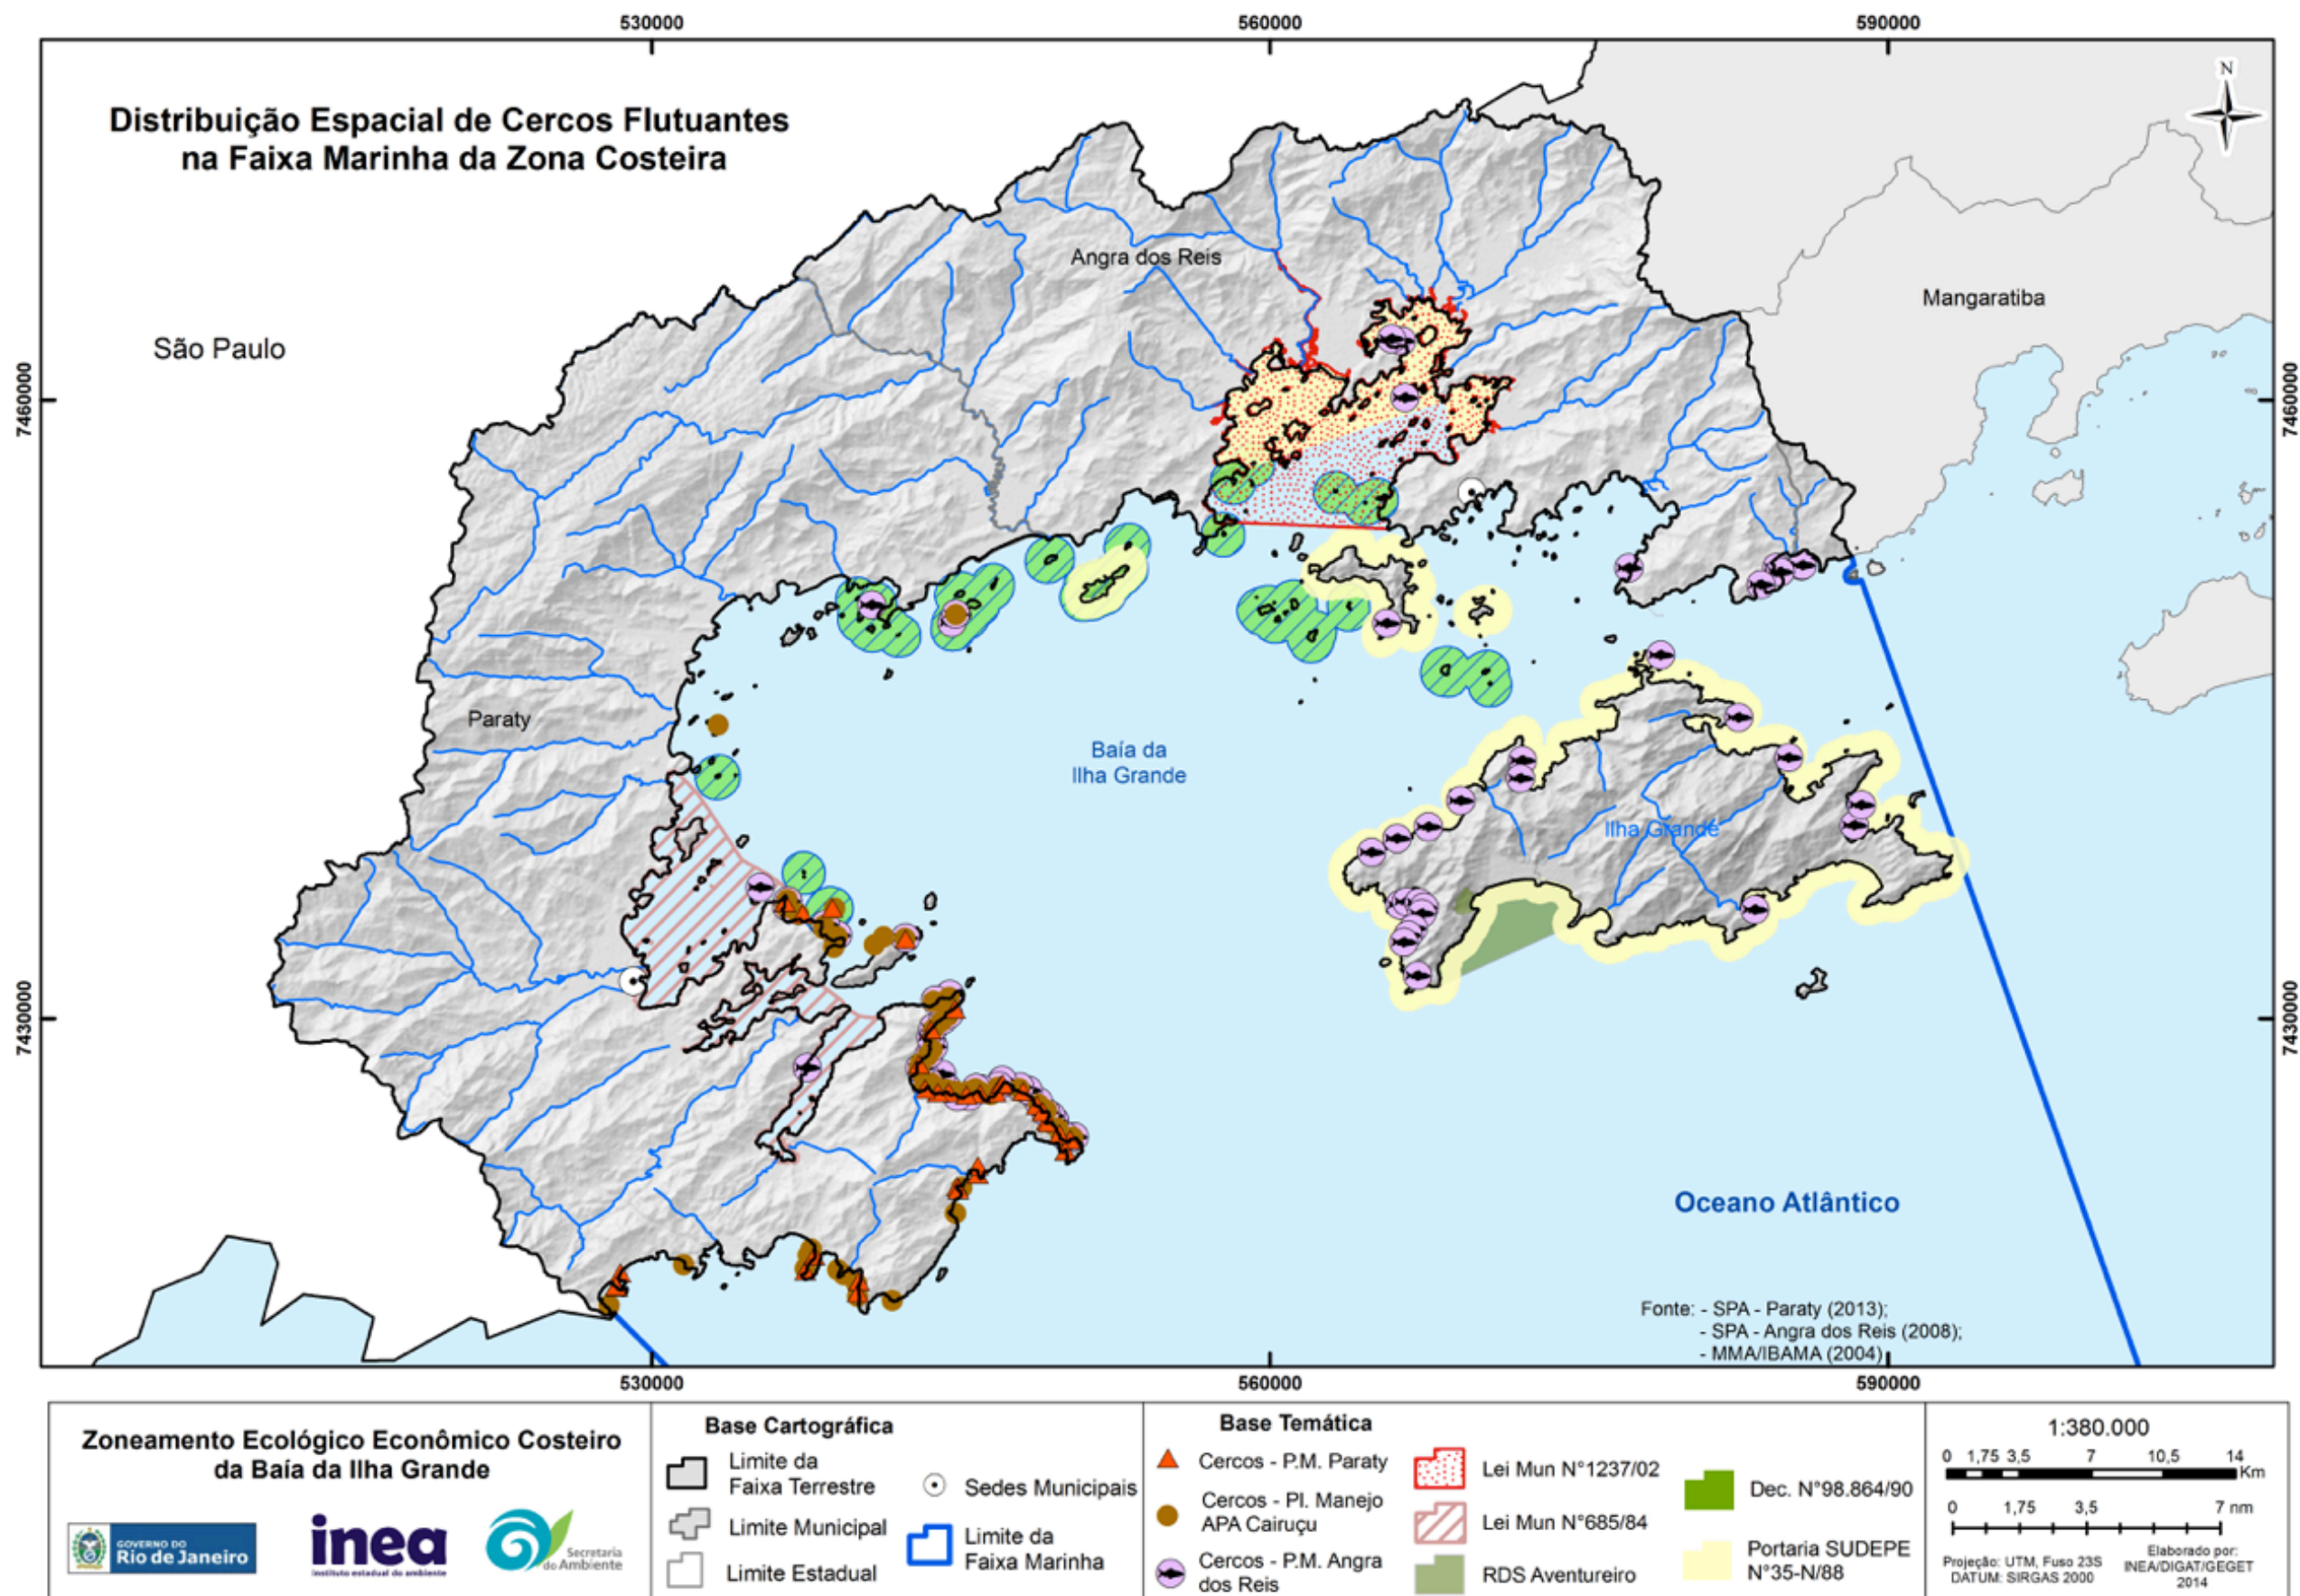 530000
560000
590000
N
Distribuição Espacial de Cercos Flutuantes
na Faixa Marinha da Zona Costeira
Angra dos Reis
Mangaratiba
São Paulo
7460000
7460000
Paraty
Baía da
Ilha Grande
Ilha Grande
7430000
7430000
Oceano Atlântico
Fonte: - SPA - Paraty (2013);
- SPA - Angra dos Reis (2008);
- MMA/IBAMA (2004)
530000
560000
590000
Zoneamento Ecológico Econômico Costeiro
da Baía da Ilha Grande
GOVERNO DO
Rio de Janeiro
inea
instituto estadual do ambiente
Secretaria
do Ambiente
Base Cartográfica
Limite da
Faixa Terrestre
Limite Municipal
Limite Estadual
Sedes Municipais
Limite da
Faixa Marinha
Base Temática
Cercos - P.M. Paraty
Cercos - Pl. Manejo
APA Cairuçu
Cercos - P.M. Angra
dos Reis
Lei Mun N°1237/02
Lei Mun N°685/84
RDS Aventureiro
Dec. N°98.864/90
Portaria SUDEPE
N°35-N/88
1:380.000
0 1,75 3,5 7 10,5 14
Km
0 1,75 3,5 7 nm
Projeção: UTM, Fuso 23S
DATUM: SIRGAS 2000
Elaborado por:
INEA/DIGAT/GEGET
2014